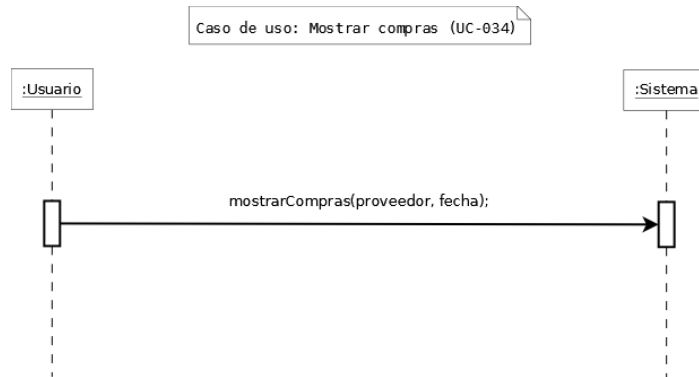 Caso de uso: Mostrar compras (UC-034)
:Usuario
:Sistema
mostrarCompras(proveedor, fecha);